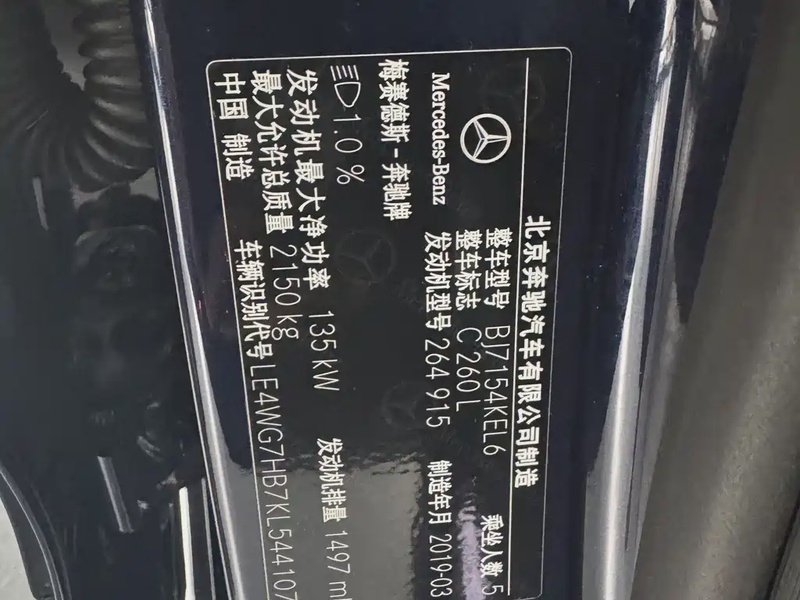 北京奔驰汽车有限公司制造
Mercedes-Benz
梅赛德斯-奔驰牌
整车型号 BJ7154KEL6
乘坐人数 5
整车标志 C 260 L
发动机型号 264 915
制造年月 2019-03
1.0 %
发动机最大净功率 135 kW
发动机排量 1497 ml
最大允许总质量 2150 kg
中国 制造
车辆识别代号 LE4WG7HB7KL544107